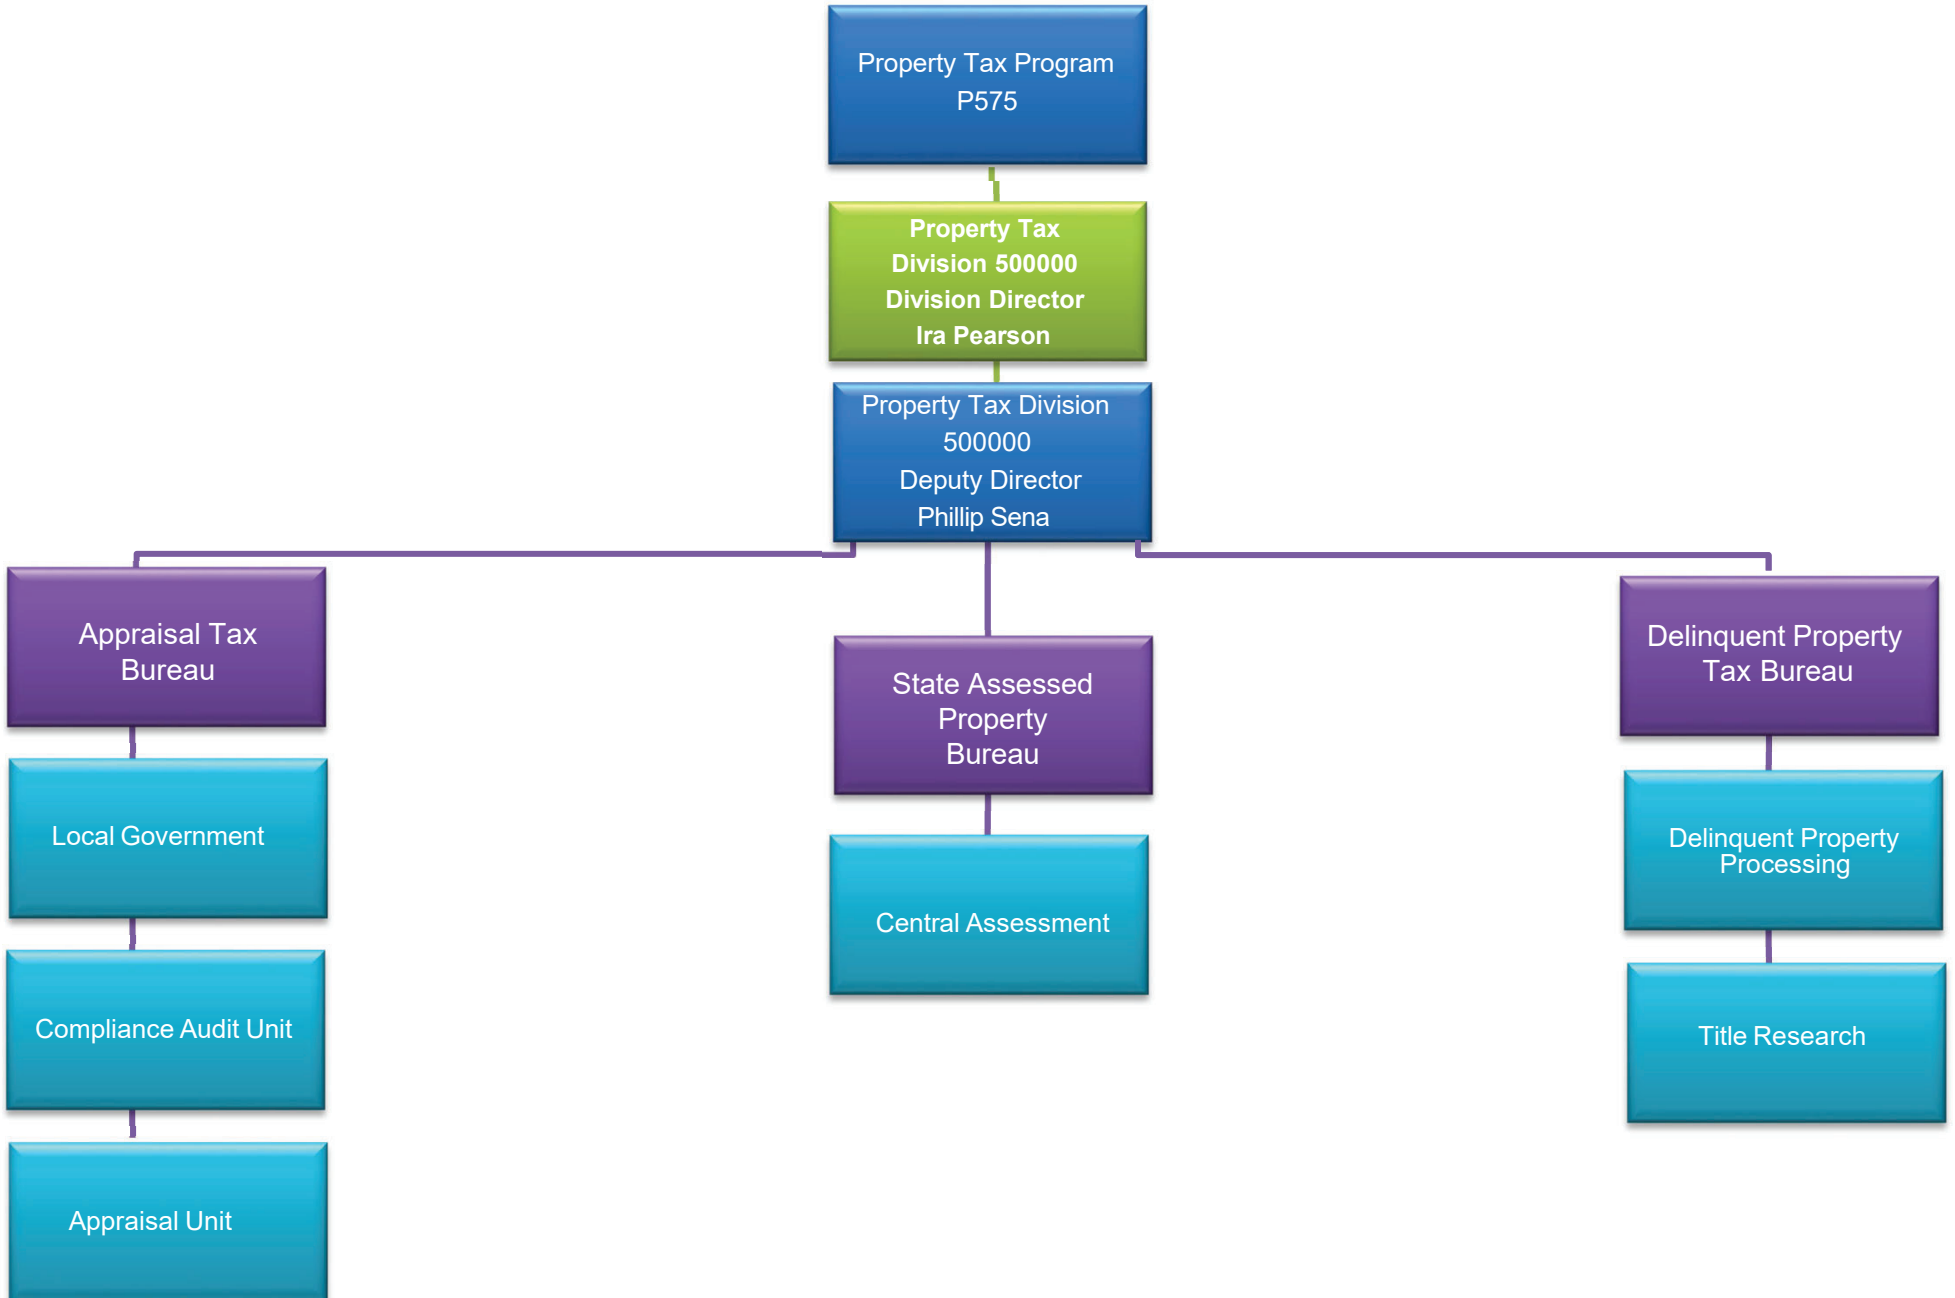 Property Tax Program
P575
Property Tax
Division 500000
Division Director
Ira Pearson
Property Tax Division
500000
Deputy Director
Phillip Sena
Appraisal Tax
Bureau
Local Government
Compliance Audit Unit
Appraisal Unit
State Assessed
Property
Bureau
Central Assessment
Delinquent Property
Tax Bureau
Delinquent Property
Processing
Title Research